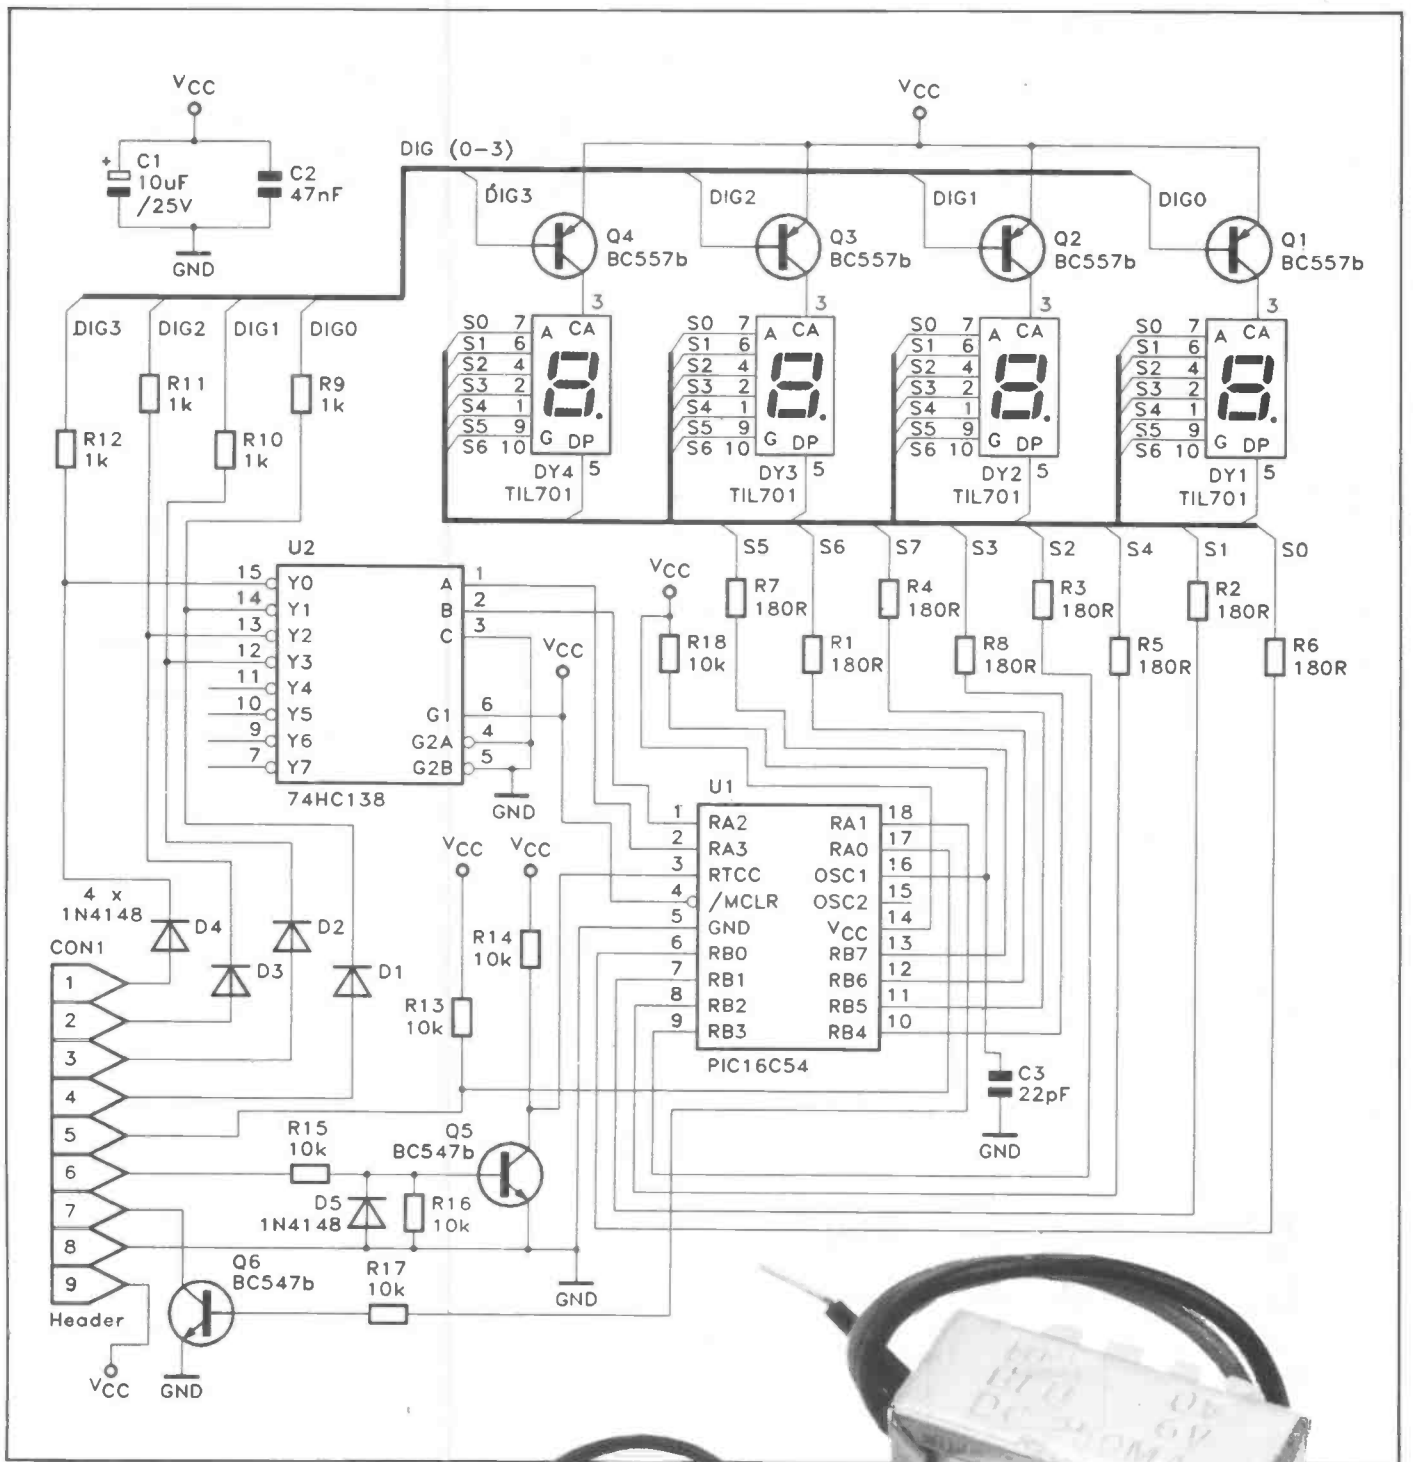 VCC
C1
10uF
/25V
C2
47nF
GND
DIG (0-3)
VCC
DIG3
DIG2
DIG1
DIG0
Q4
BC557b
Q3
BC557b
Q2
BC557b
Q1
BC557b
DIG3
DIG2
DIG1
DIG0
R12
1k
R11
1k
R10
1k
R9
1k
3
S0 7
S1 6
S2 4
S3 2
S4 1
S5 9
S6 10
A CA
G DP
DY4 5
TIL701
3
S0 7
S1 6
S2 4
S3 2
S4 1
S5 9
S6 10
A CA
G DP
DY3 5
TIL701
3
S0 7
S1 6
S2 4
S3 2
S4 1
S5 9
S6 10
A CA
G DP
DY2 5
TIL701
3
S0 7
S1 6
S2 4
S3 2
S4 1
S5 9
S6 10
A CA
G DP
DY1 5
TIL701
S5
S6
S7
S3
S2
S4
S1
S0
VCC
R18
10k
R7
180R
R1
180R
R4
180R
R8
180R
R3
180R
R5
180R
R2
180R
R6
180R
U2
15 Y0
14 Y1
13 Y2
12 Y3
11 Y4
10 Y5
9 Y6
7 Y7
A 1
B 2
C 3
G1 6
G2A 4
G2B 5
74HC138
VCC
GND
U1
1 RA2
2 RA3
3 RTCC
4 /MCLR
5 GND
6 RB0
7 RB1
8 RB2
9 RB3
RA1 18
RA0 17
OSC1 16
OSC2 15
VCC 14
RB7 13
RB6 12
RB5 11
RB4 10
PIC16C54
VCC
VCC
4 x
1N4148
D4
D3
D2
D1
R14
10k
R13
10k
C3
22pF
GND
CON1
1
2
3
4
5
6
7
8
9
Header
VCC
R15
10k
Q5
BC547b
D5
1N4148
R16
10k
Q6
BC547b
R17
10k
GND
GND